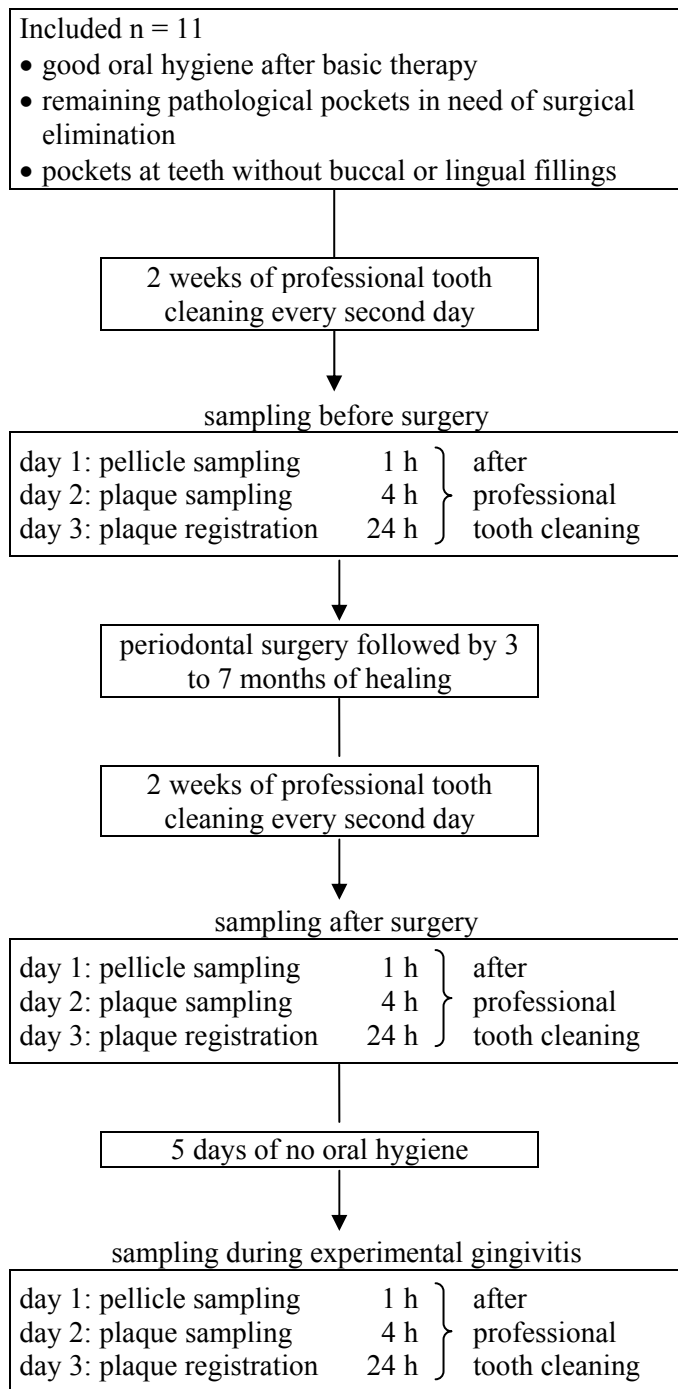 Included n = 11
• good oral hygiene after basic therapy
• remaining pathological pockets in need of surgical
elimination
• pockets at teeth without buccal or lingual fillings
2 weeks of professional tooth
cleaning every second day
sampling before surgery
day 1: pellicle sampling 1 h after
day 2: plaque sampling 4 h professional
day 3: plaque registration 24 h tooth cleaning
periodontal surgery followed by 3
to 7 months of healing
2 weeks of professional tooth
cleaning every second day
sampling after surgery
day 1: pellicle sampling 1 h after
day 2: plaque sampling 4 h professional
day 3: plaque registration 24 h tooth cleaning
5 days of no oral hygiene
sampling during experimental gingivitis
day 1: pellicle sampling 1 h after
day 2: plaque sampling 4 h professional
day 3: plaque registration 24 h tooth cleaning